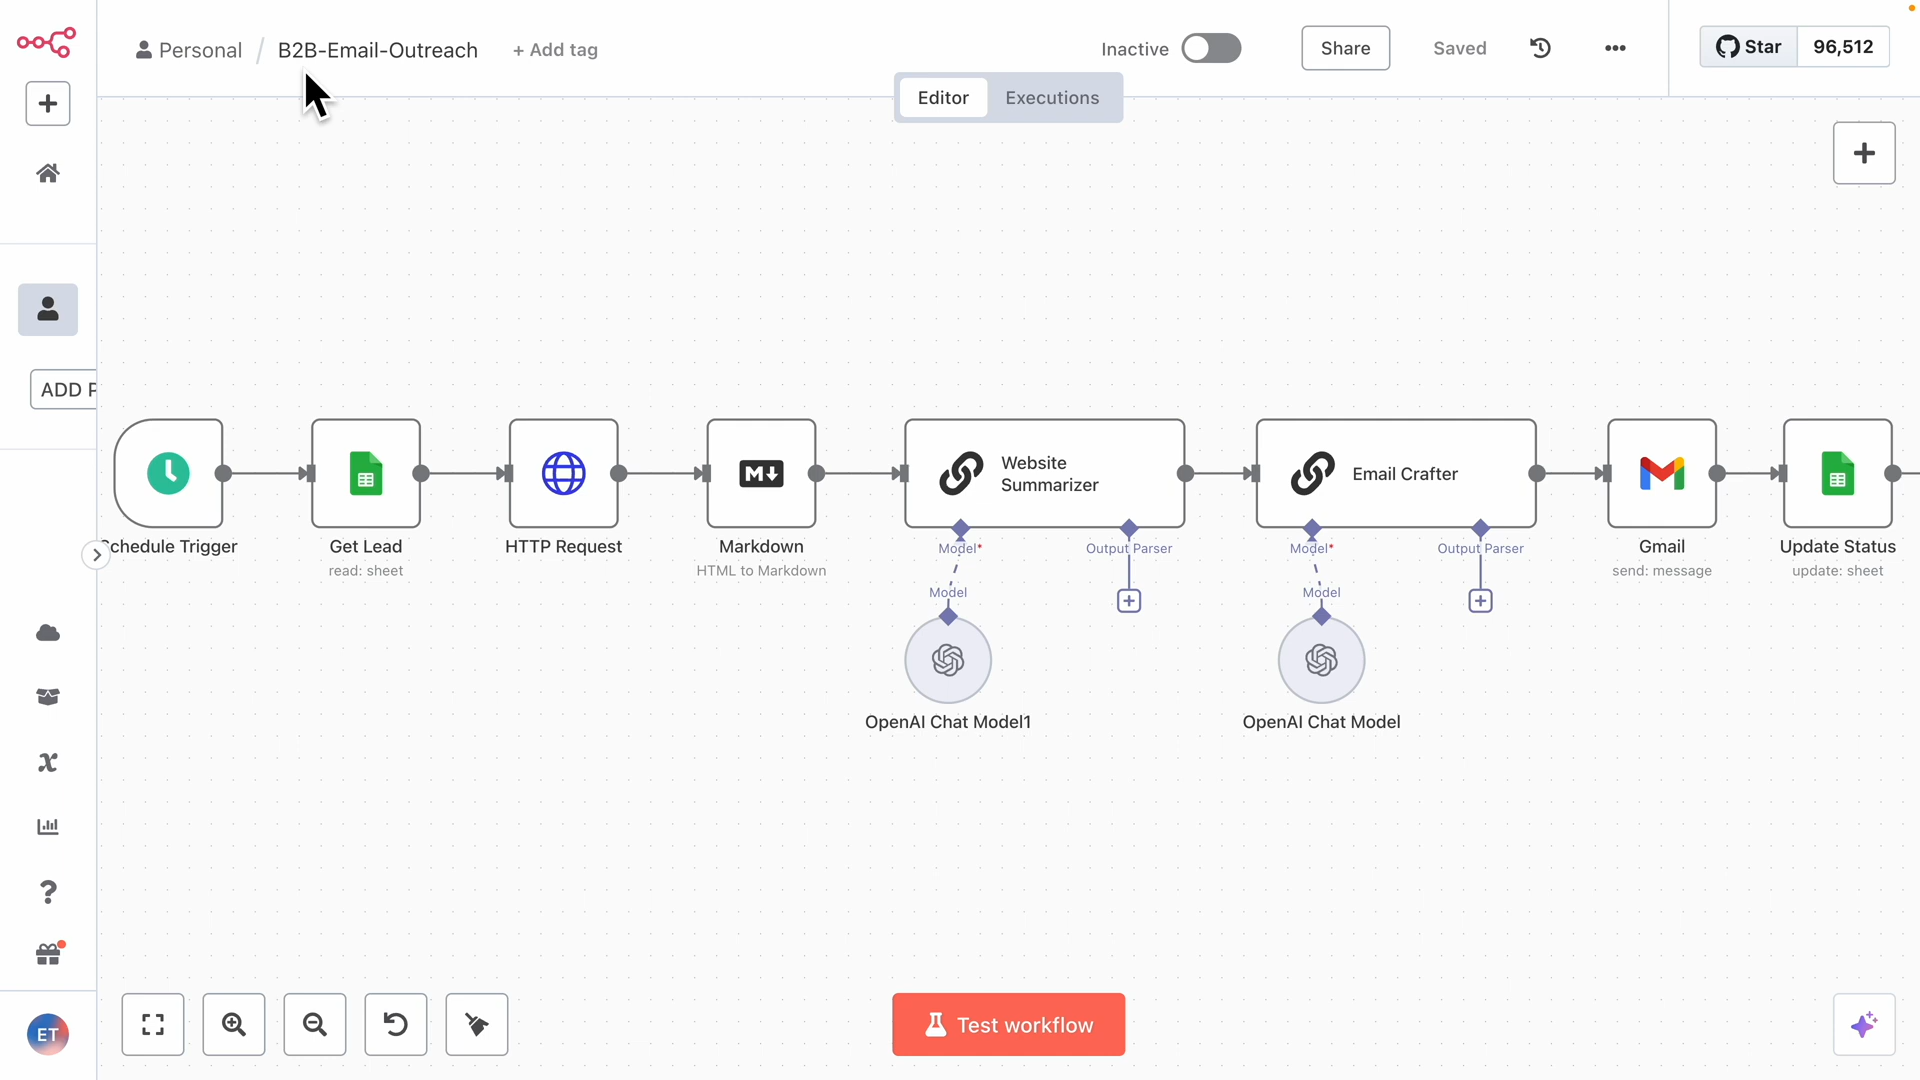 Personal / B2B-Email-Outreach + Add tag
Inactive
Share
Saved
Star 96,512
Editor Executions
ADD P
Website
Summarizer
Email Crafter
chedule Trigger
Get Lead
read: sheet
HTTP Request
Markdown
HTML to Markdown
Model*
Output Parser
Model
Model*
Output Parser
Model
Gmail
send: message
Update Status
update: sheet
OpenAI Chat Model1
OpenAI Chat Model
ET
Test workflow